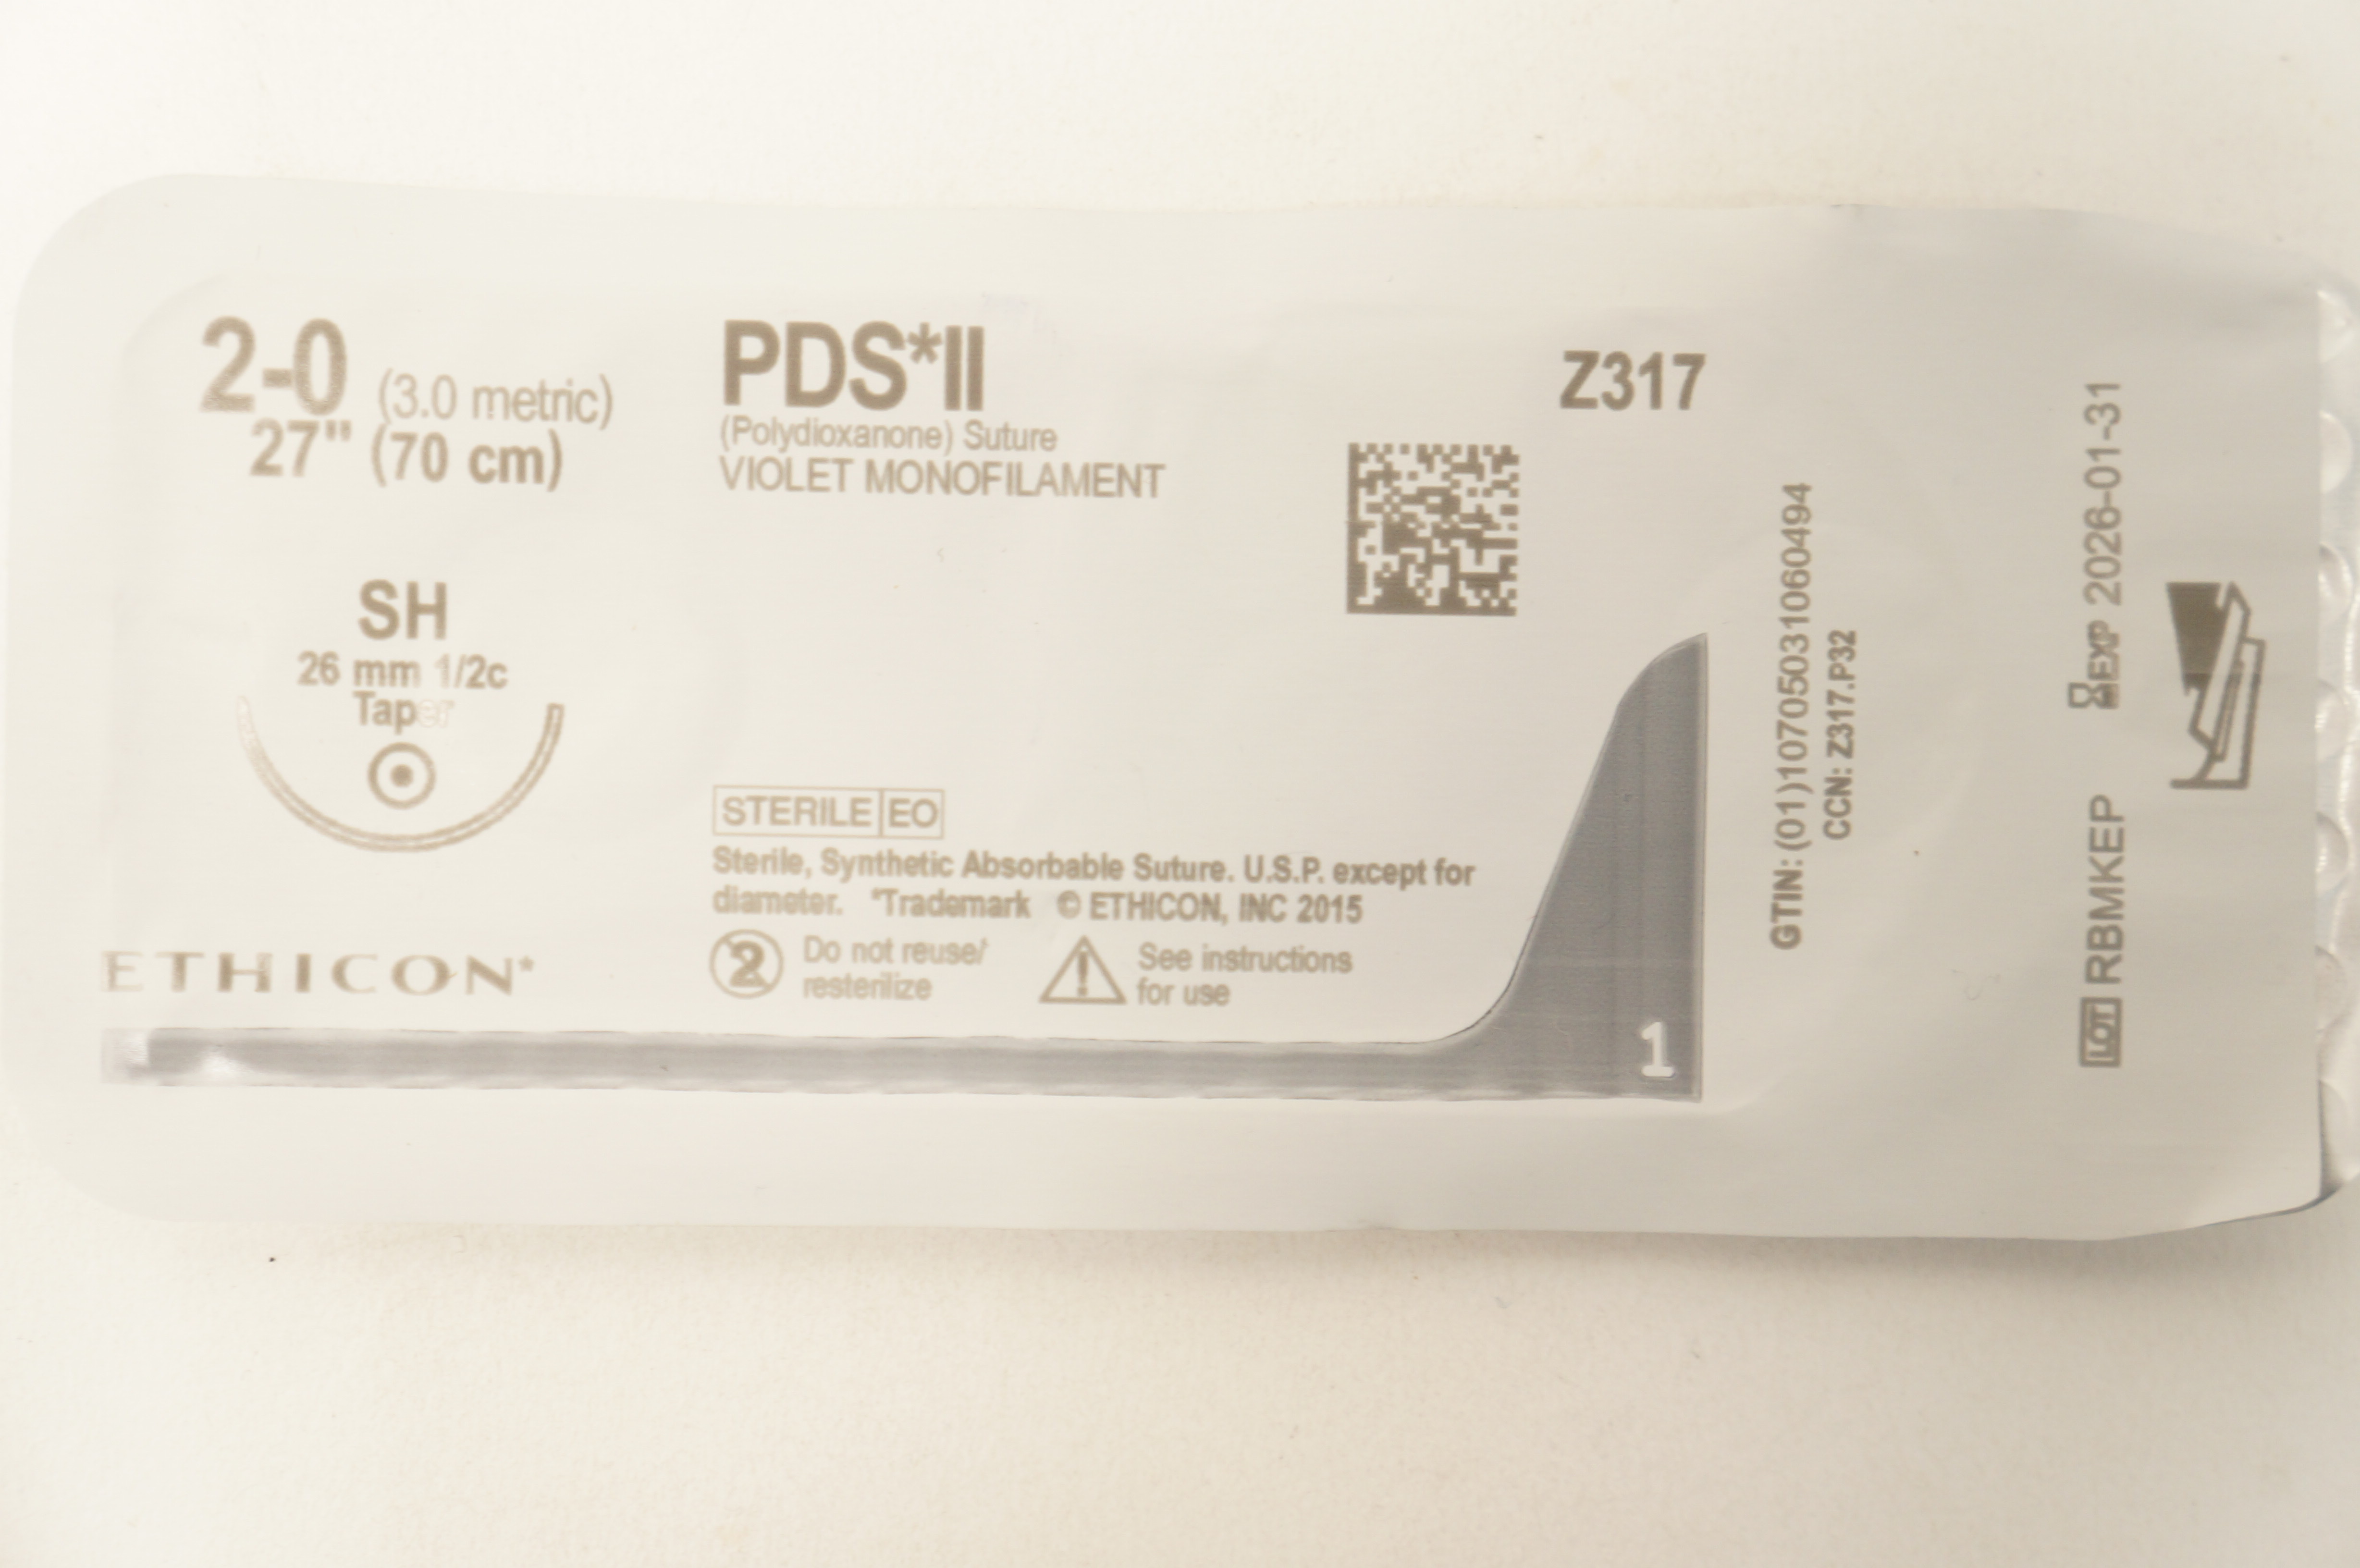 2-0 (3.0 metric)
27" (70 cm)
SH
26 mm 1/2c
Taper
ETHICON*
PDS*II
(Polydioxanone) Suture
VIOLET MONOFILAMENT
STERILE EO
Sterile, Synthetic Absorbable Suture. U.S.P. except for
diameter. *Trademark © ETHICON, INC 2015
2 Do not reuse/
resterilize
! See instructions
for use
Z317
1
GTIN: (01)10705031060494
CCN: Z317.P32
LOT RBMKEP EXP 2026-01-31